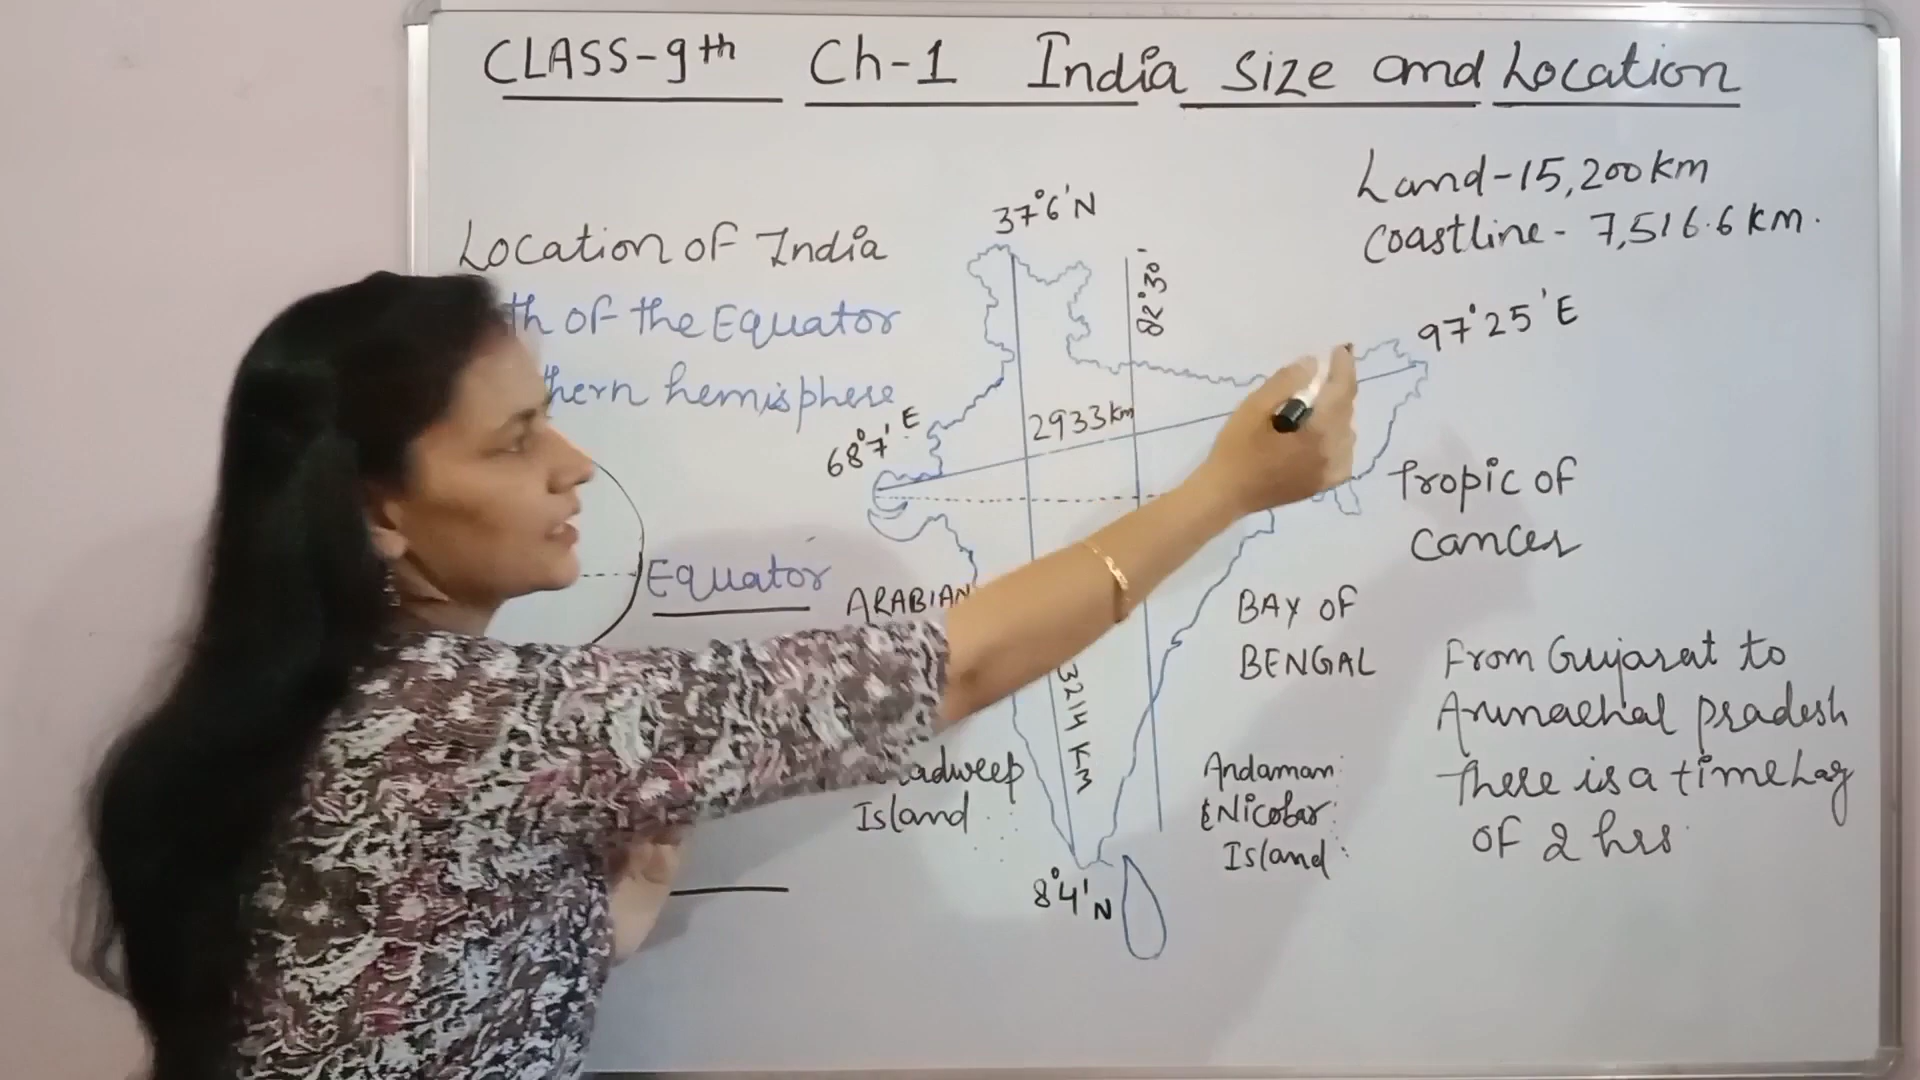 CLASS-9th Ch-1 India Size and Location
Land-15,200km
Coastline- 7,516.6 km.
37°6'N
Location of India
82°30'
th of the Equator
97°25'E
hern hemisphere
68°7' E
2933km
Tropic of
Cancer
Equator
ARABIAN
BAY OF
BENGAL
From Gujarat to
Arunachal pradesh
There is a time Lag
of 2 hrs
3214 KM
adweep
Island
Andaman
&Nicobar
Island
8°4'N